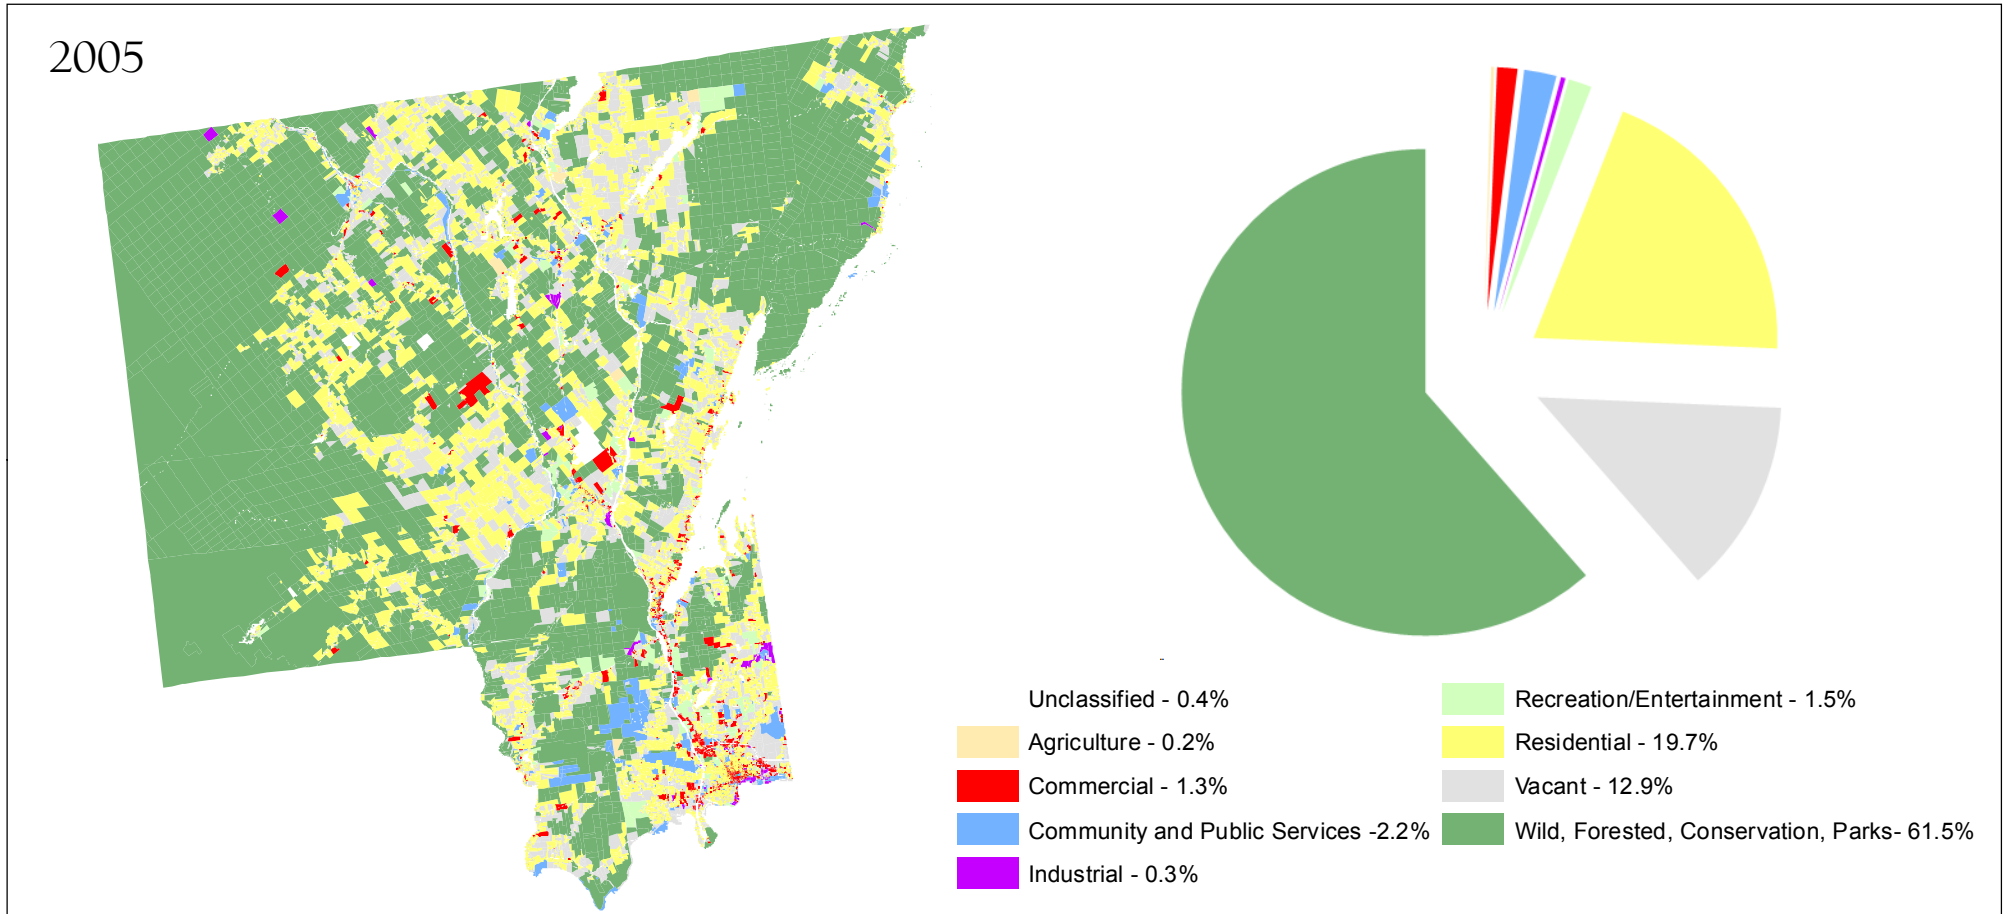 2005
Unclassified - 0.4%
Agriculture - 0.2%
Commercial - 1.3%
Community and Public Services -2.2%
Industrial - 0.3%
Recreation/Entertainment - 1.5%
Residential - 19.7%
Vacant - 12.9%
Wild, Forested, Conservation, Parks- 61.5%